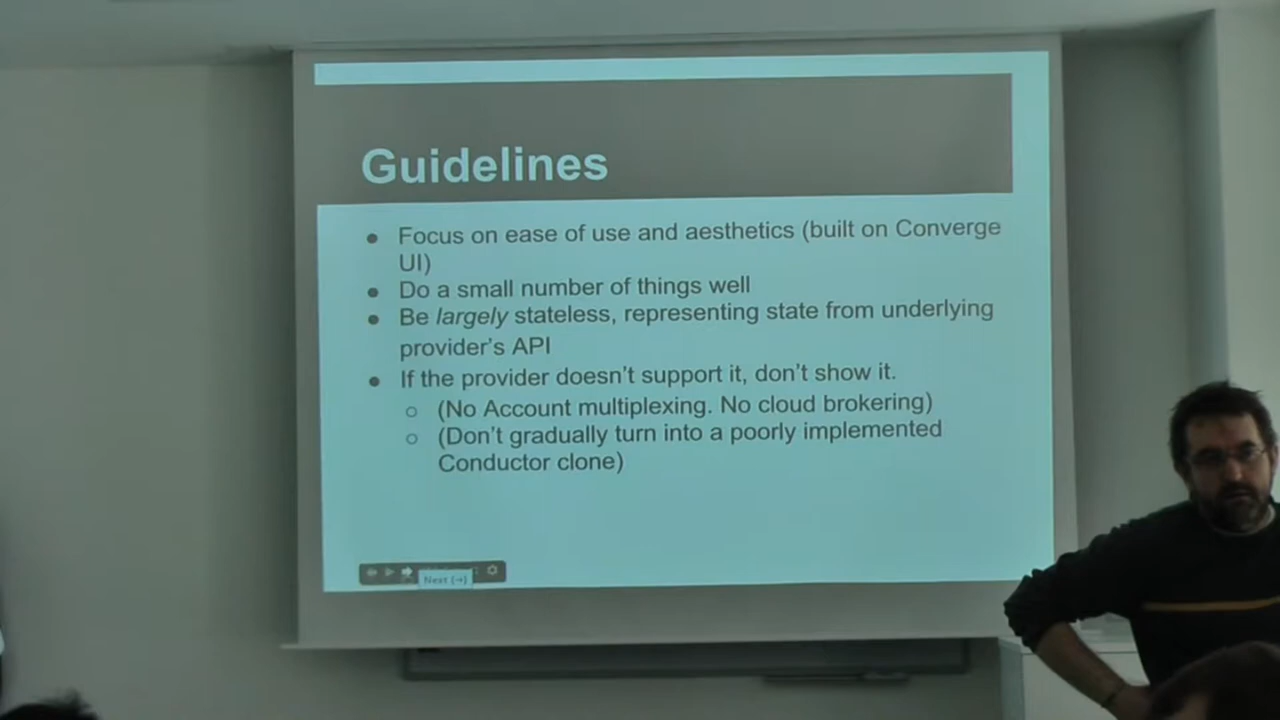 Guidelines
● Focus on ease of use and aesthetics (built on Converge
UI)
● Do a small number of things well
● Be largely stateless, representing state from underlying
provider's API
● If the provider doesn't support it, don't show it.
○ (No Account multiplexing. No cloud brokering)
○ (Don't gradually turn into a poorly implemented
Conductor clone)
Next (→)